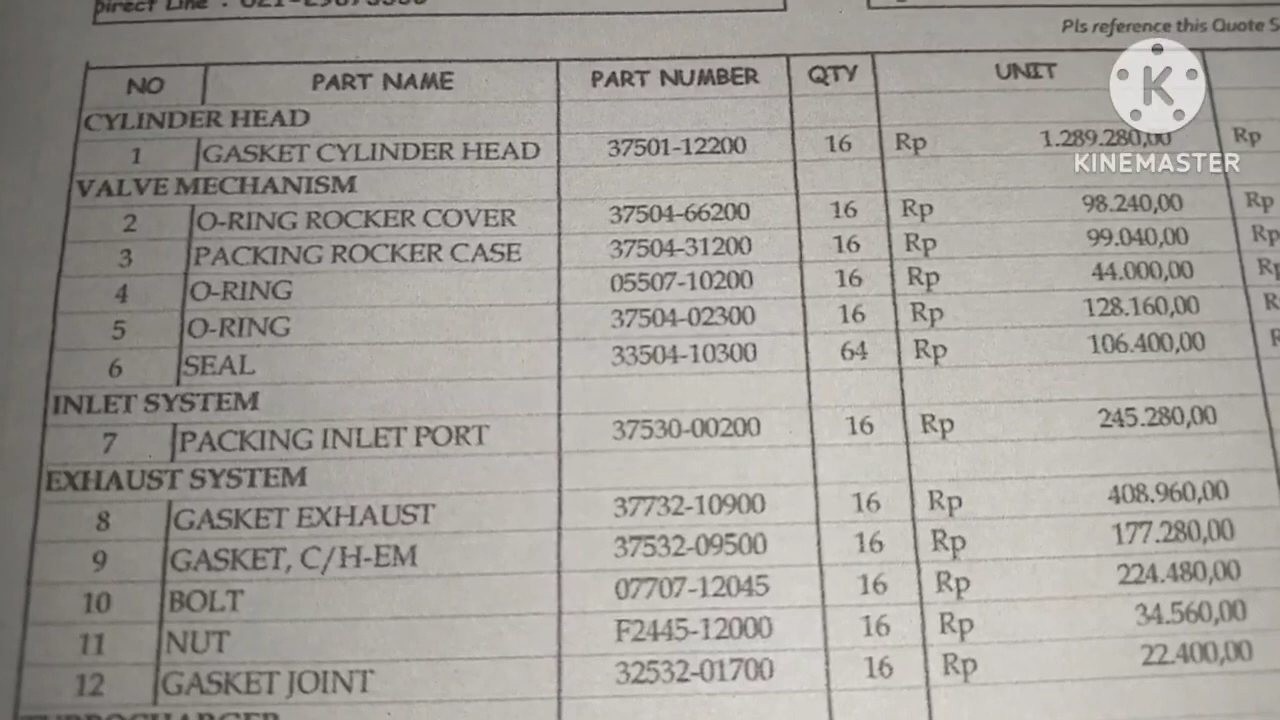 Direct Line :
Pls reference this Quote S
NO PART NAME PART NUMBER QTY UNIT
CYLINDER HEAD
1 GASKET CYLINDER HEAD 37501-12200 16 Rp 1.289.280,00 Rp
KINEMASTER
VALVE MECHANISM
2 O-RING ROCKER COVER 37504-66200 16 Rp 98.240,00 Rp
3 PACKING ROCKER CASE 37504-31200 16 Rp 99.040,00 Rp
4 O-RING 05507-10200 16 Rp 44.000,00 Rp
5 O-RING 37504-02300 16 Rp 128.160,00 R
6 SEAL 33504-10300 64 Rp 106.400,00
INLET SYSTEM
7 PACKING INLET PORT 37530-00200 16 Rp 245.280,00
EXHAUST SYSTEM
8 GASKET EXHAUST 37732-10900 16 Rp 408.960,00
9 GASKET, C/H-EM 37532-09500 16 Rp 177.280,00
10 BOLT 07707-12045 16 Rp 224.480,00
11 NUT F2445-12000 16 Rp 34.560,00
12 GASKET JOINT 32532-01700 16 Rp 22.400,00
TURBOCHARGER